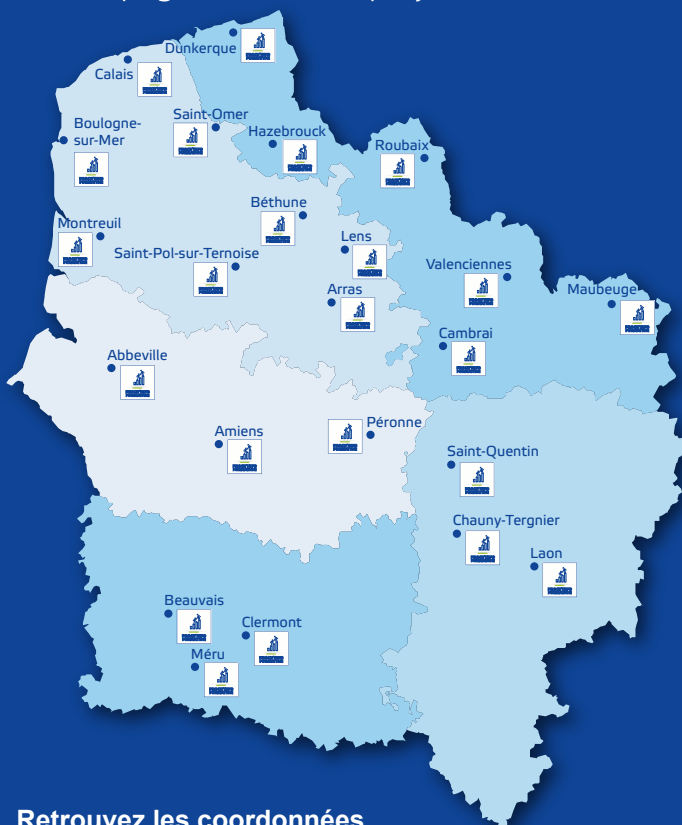 Dunkerque
Calais
Saint-Omer
Boulogne-
sur-Mer
Hazebrouck
Roubaix
Béthune
Montreuil
Lens
Saint-Pol-sur-Ternoise
Valenciennes
Arras
Maubeuge
Cambrai
Abbeville
Amiens
Péronne
Saint-Quentin
Chauny-Tergnier
Laon
Beauvais
Clermont
Méru
Retrouvez les coordonnées